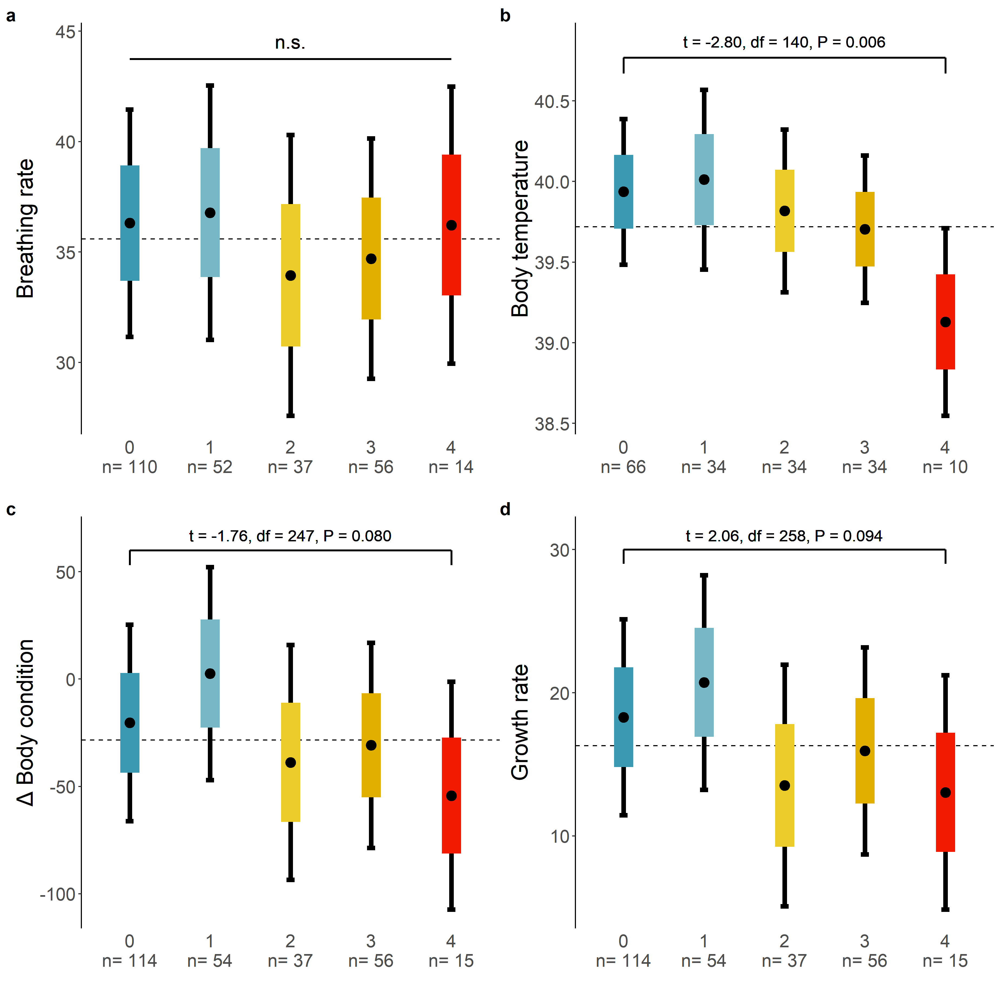 a
n.s.
45
40
35
30
Breathing rate
0 1 2 3 4
n= 110 n= 52 n= 37 n= 56 n= 14
b
t = -2.80, df = 140, P = 0.006
40.5
40.0
39.5
39.0
38.5
Body temperature
0 1 2 3 4
n= 66 n= 34 n= 34 n= 34 n= 10
c
t = -1.76, df = 247, P = 0.080
50
0
-50
-100
Δ Body condition
0 1 2 3 4
n= 114 n= 54 n= 37 n= 56 n= 15
d
t = 2.06, df = 258, P = 0.094
30
20
10
Growth rate
0 1 2 3 4
n= 114 n= 54 n= 37 n= 56 n= 15